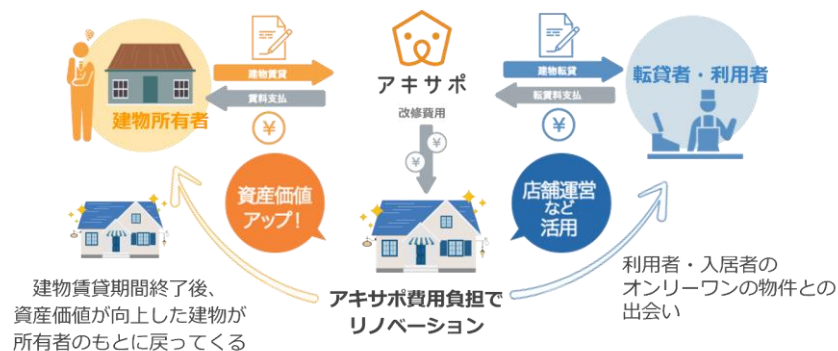 建物所有者
建物賃貸
賃料支払
¥
アキサポ
改修費用
¥
¥
建物転貸
転賃料支払
¥
転貸者・利用者
資産価値
アップ!
店舗運営
など
活用
建物賃貸期間終了後、
資産価値が向上した建物が
所有者のもとに戻ってくる
アキサポ費用負担で
リノベーション
利用者・入居者の
オンリーワンの物件との
出会い